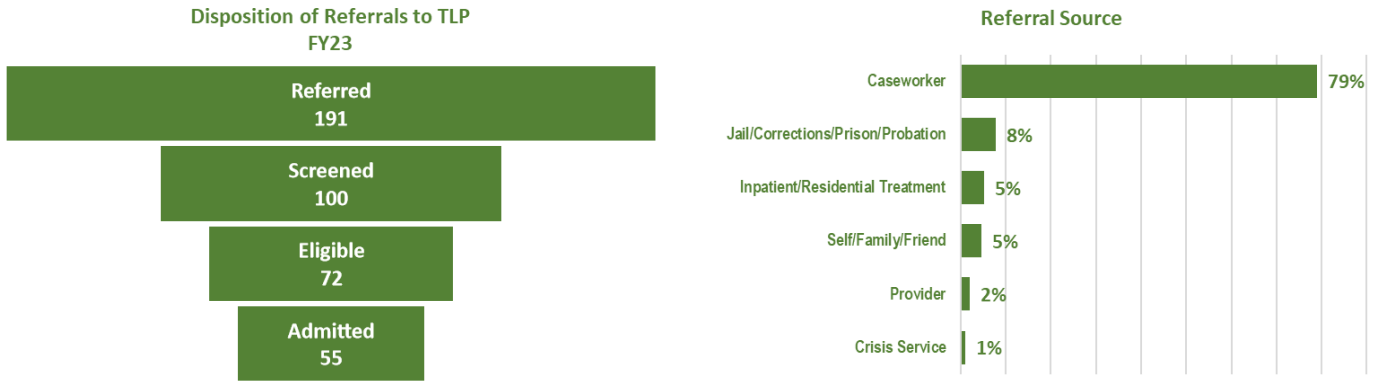 Disposition of Referrals to TLP
FY23
Referred
191
Screened
100
Eligible
72
Admitted
55
Referral Source
Caseworker
79%
Jail/Corrections/Prison/Probation
8%
Inpatient/Residential Treatment
5%
Self/Family/Friend
5%
Provider
2%
Crisis Service
1%